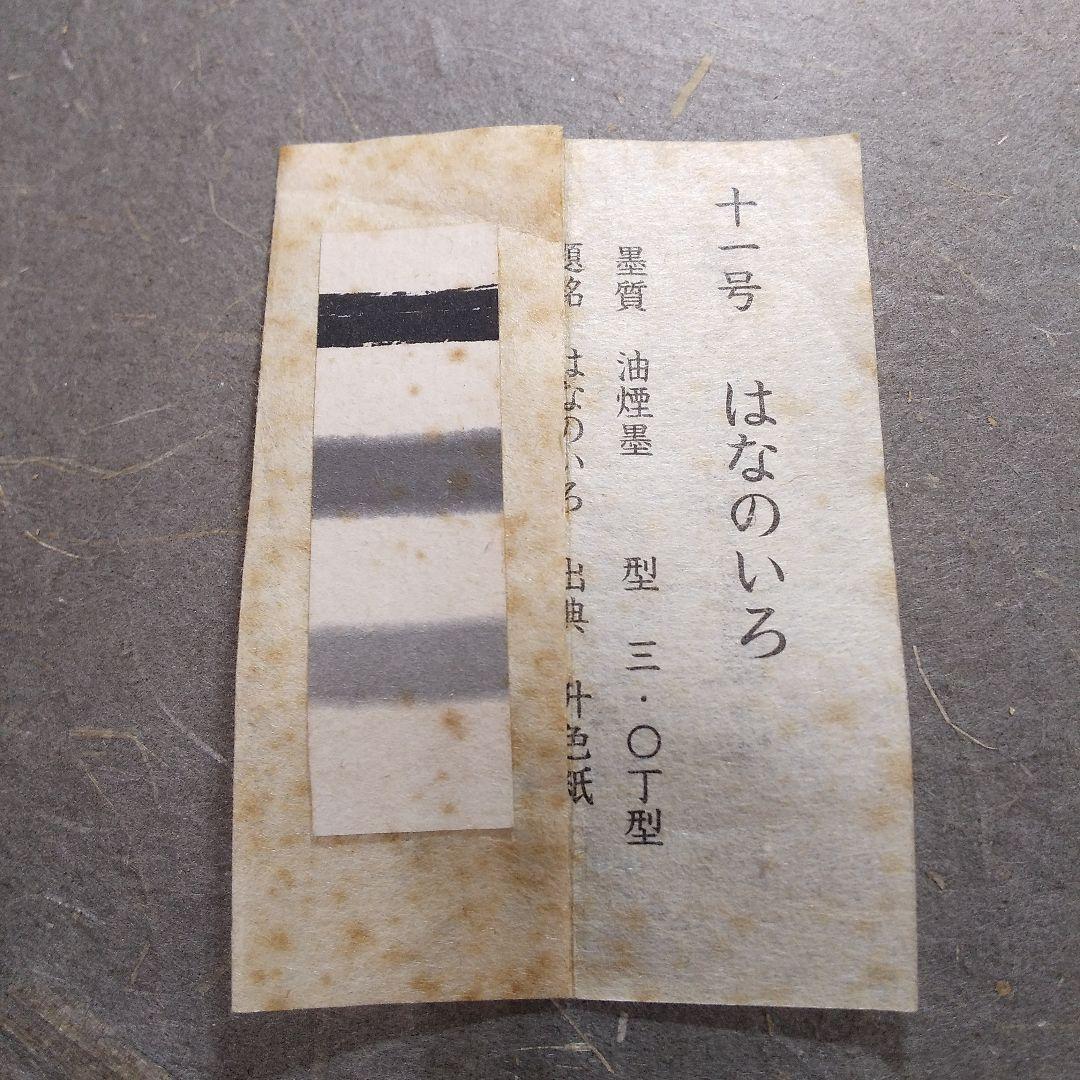 十一号 はなのいろ
墨質 油煙墨 型 三・〇丁型
題名 はなのいろ 出典 升色紙